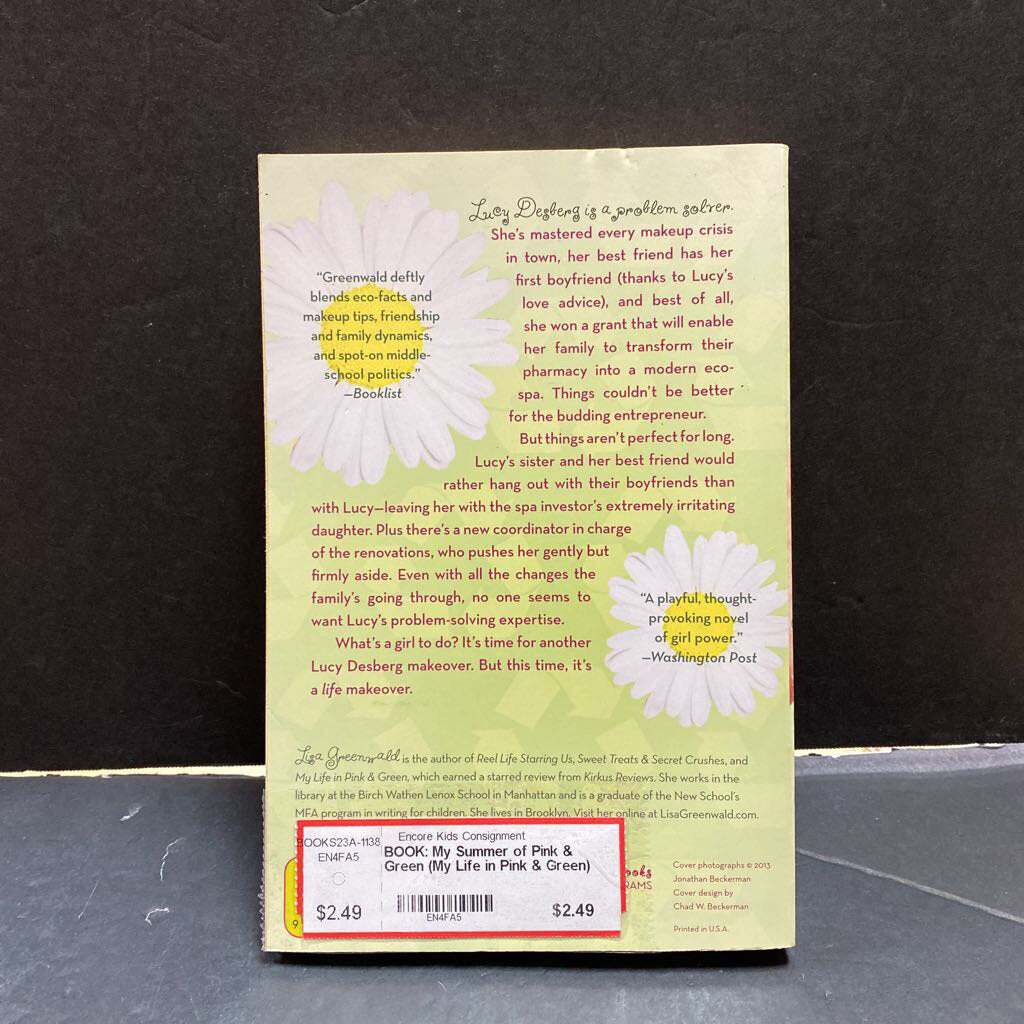 Lucy Desberg is a problem solver.
She's mastered every makeup crisis
in town, her best friend has her
first boyfriend (thanks to Lucy's
love advice), and best of all,
she won a grant that will enable
her family to transform their
pharmacy into a modern eco-
spa. Things couldn't be better
for the budding entrepreneur.
But things aren't perfect for long.
Lucy's sister and her best friend would
rather hang out with their boyfriends than
with Lucy—leaving her with the spa investor's extremely irritating
daughter. Plus there's a new coordinator in charge
of the renovations, who pushes her gently but
firmly aside. Even with all the changes the
family's going through, no one seems to
want Lucy's problem-solving expertise.
What's a girl to do? It's time for another
Lucy Desberg makeover. But this time, it's
a life makeover.
"Greenwald deftly
blends eco-facts and
makeup tips, friendship
and family dynamics,
and spot-on middle-
school politics."
—Booklist
"A playful, thought-
provoking novel
of girl power."
—Washington Post
Lisa Greenwald is the author of Reel Life Starring Us, Sweet Treats & Secret Crushes, and
My Life in Pink & Green, which earned a starred review from Kirkus Reviews. She works in the
library at the Birch Wathen Lenox School in Manhattan and is a graduate of the New School's
MFA program in writing for children. She lives in Brooklyn. Visit her online at LisaGreenwald.com.
BOOKS23A-1138
EN4FA5
$2.49
Encore Kids Consignment
BOOK: My Summer of Pink &
Green (My Life in Pink & Green)
EN4FA5
$2.49
9
ooks
RAMS
Cover photographs © 2013
Jonathan Beckerman
Cover design by
Chad W. Beckerman
Printed in U.S.A.